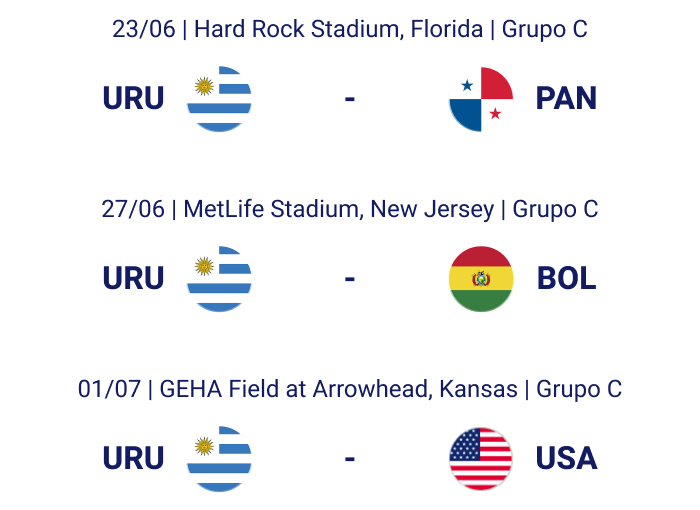 23/06 | Hard Rock Stadium, Florida | Grupo C
URU - PAN
27/06 | MetLife Stadium, New Jersey | Grupo C
URU - BOL
01/07 | GEHA Field at Arrowhead, Kansas | Grupo C
URU - USA